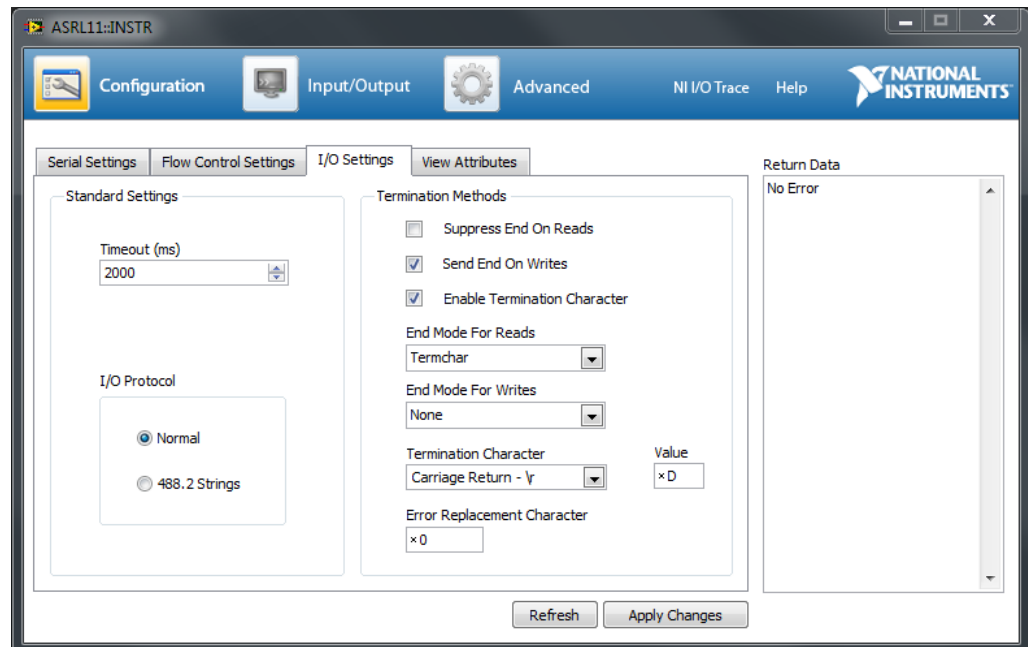 ASRL11::INSTR
Configuration
Input/Output
Advanced
NI I/O Trace
Help
NATIONAL
INSTRUMENTS
Serial Settings
Flow Control Settings
I/O Settings
View Attributes
Standard Settings
Timeout (ms)
2000
I/O Protocol
Normal
488.2 Strings
Termination Methods
Suppress End On Reads
Send End On Writes
Enable Termination Character
End Mode For Reads
Termchar
End Mode For Writes
None
Termination Character
Carriage Return - \r
Value
×D
Error Replacement Character
×0
Return Data
No Error
Refresh
Apply Changes